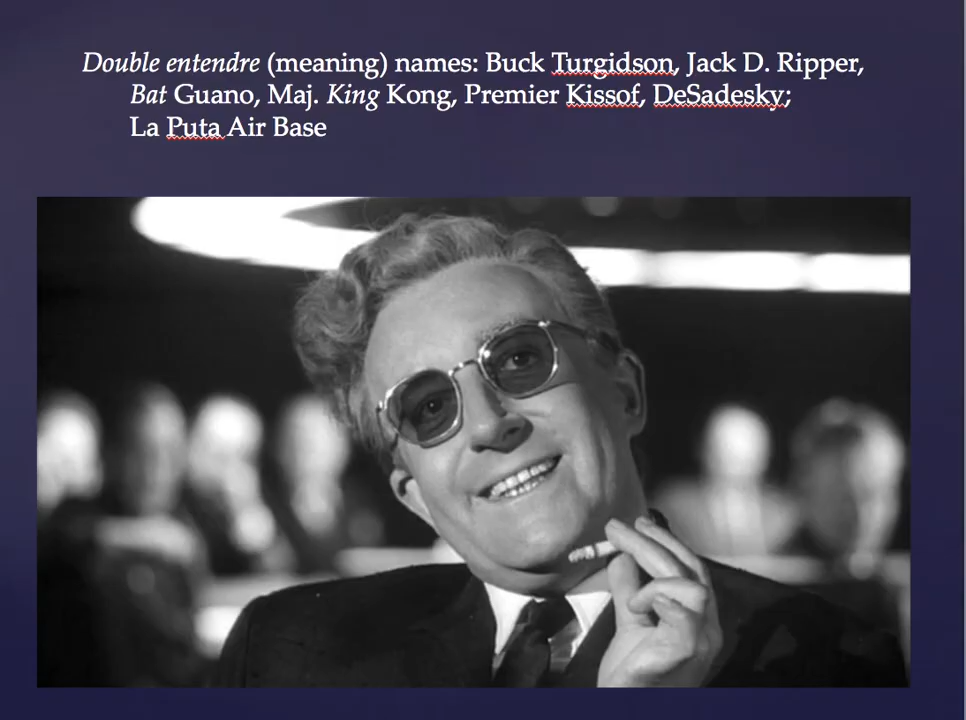 Double entendre (meaning) names: Buck Turgidson, Jack D. Ripper,
Bat Guano, Maj. King Kong, Premier Kissof, DeSadesky;
La Puta Air Base